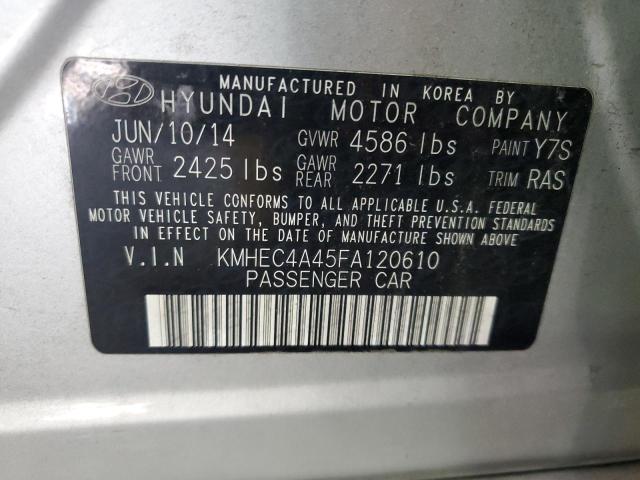 MANUFACTURED IN KOREA BY
HYUNDAI MOTOR COMPANY
JUN/10/14 GVWR 4586 lbs PAINT Y7S
GAWR FRONT 2425 lbs GAWR REAR 2271 lbs TRIM RAS
THIS VEHICLE CONFORMS TO ALL APPLICABLE U.S.A. FEDERAL
MOTOR VEHICLE SAFETY, BUMPER, AND THEFT PREVENTION STANDARDS
IN EFFECT ON THE DATE OF MANUFACTURE SHOWN ABOVE.
V.I.N KMHEC4A45FA120610
PASSENGER CAR